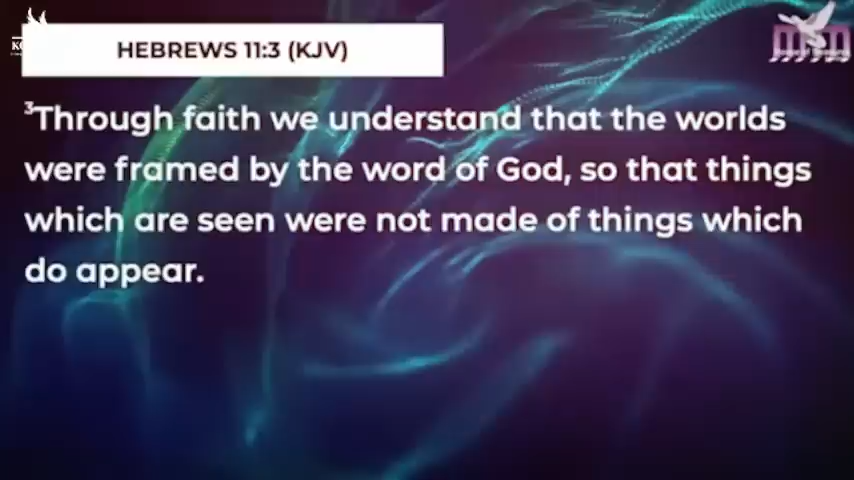 HEBREWS 11:3 (KJV)
³Through faith we understand that the worlds
were framed by the word of God, so that things
which are seen were not made of things which
do appear.